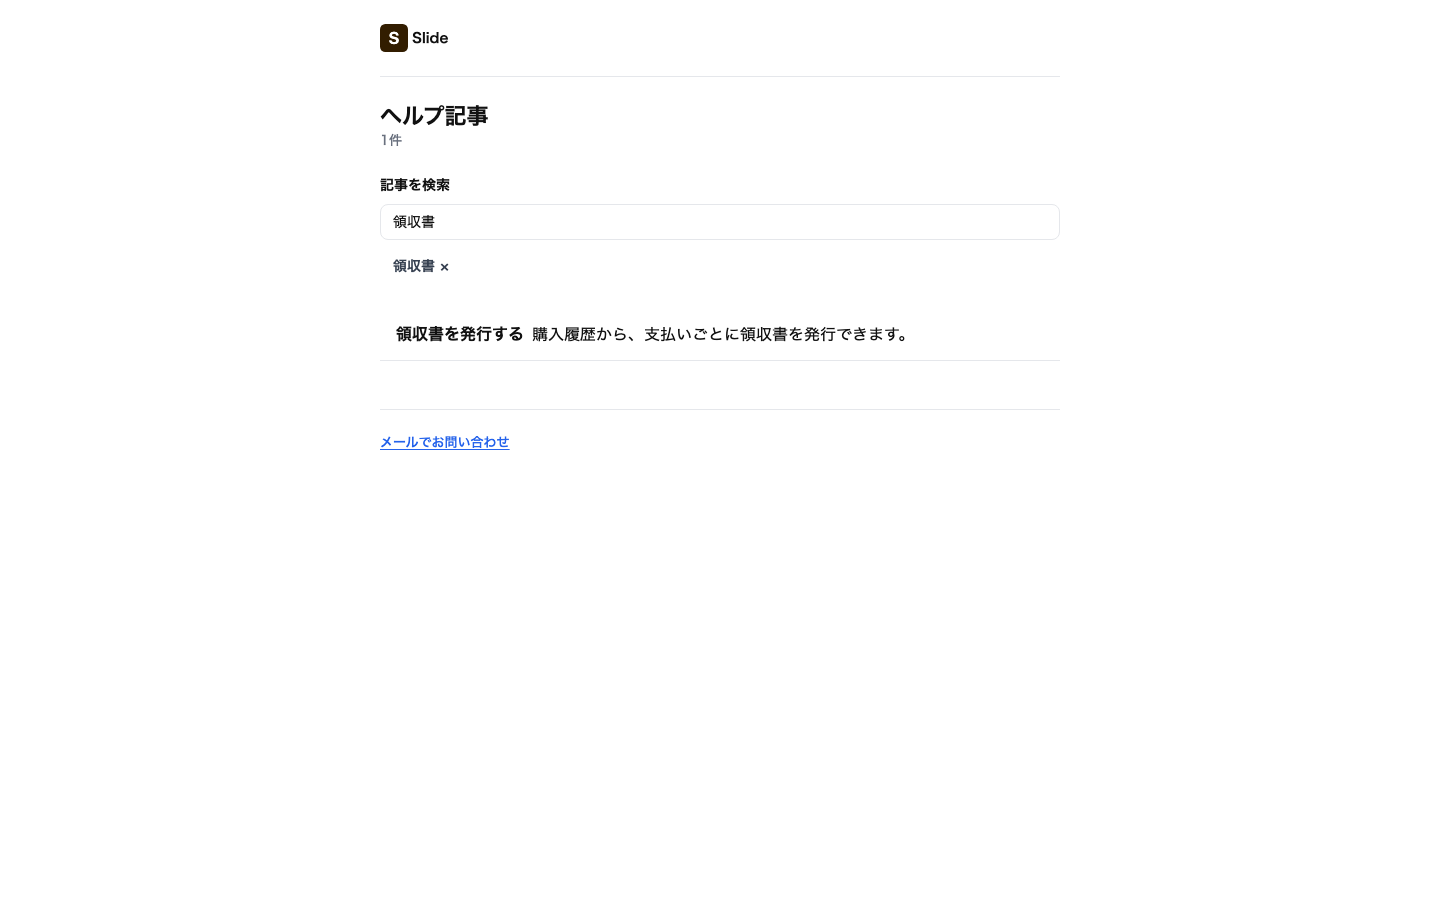 S Slide
ヘルプ記事
1件
記事を検索
領収書
領収書 ×
領収書を発行する 購入履歴から、支払いごとに領収書を発行できます。
メールでお問い合わせ